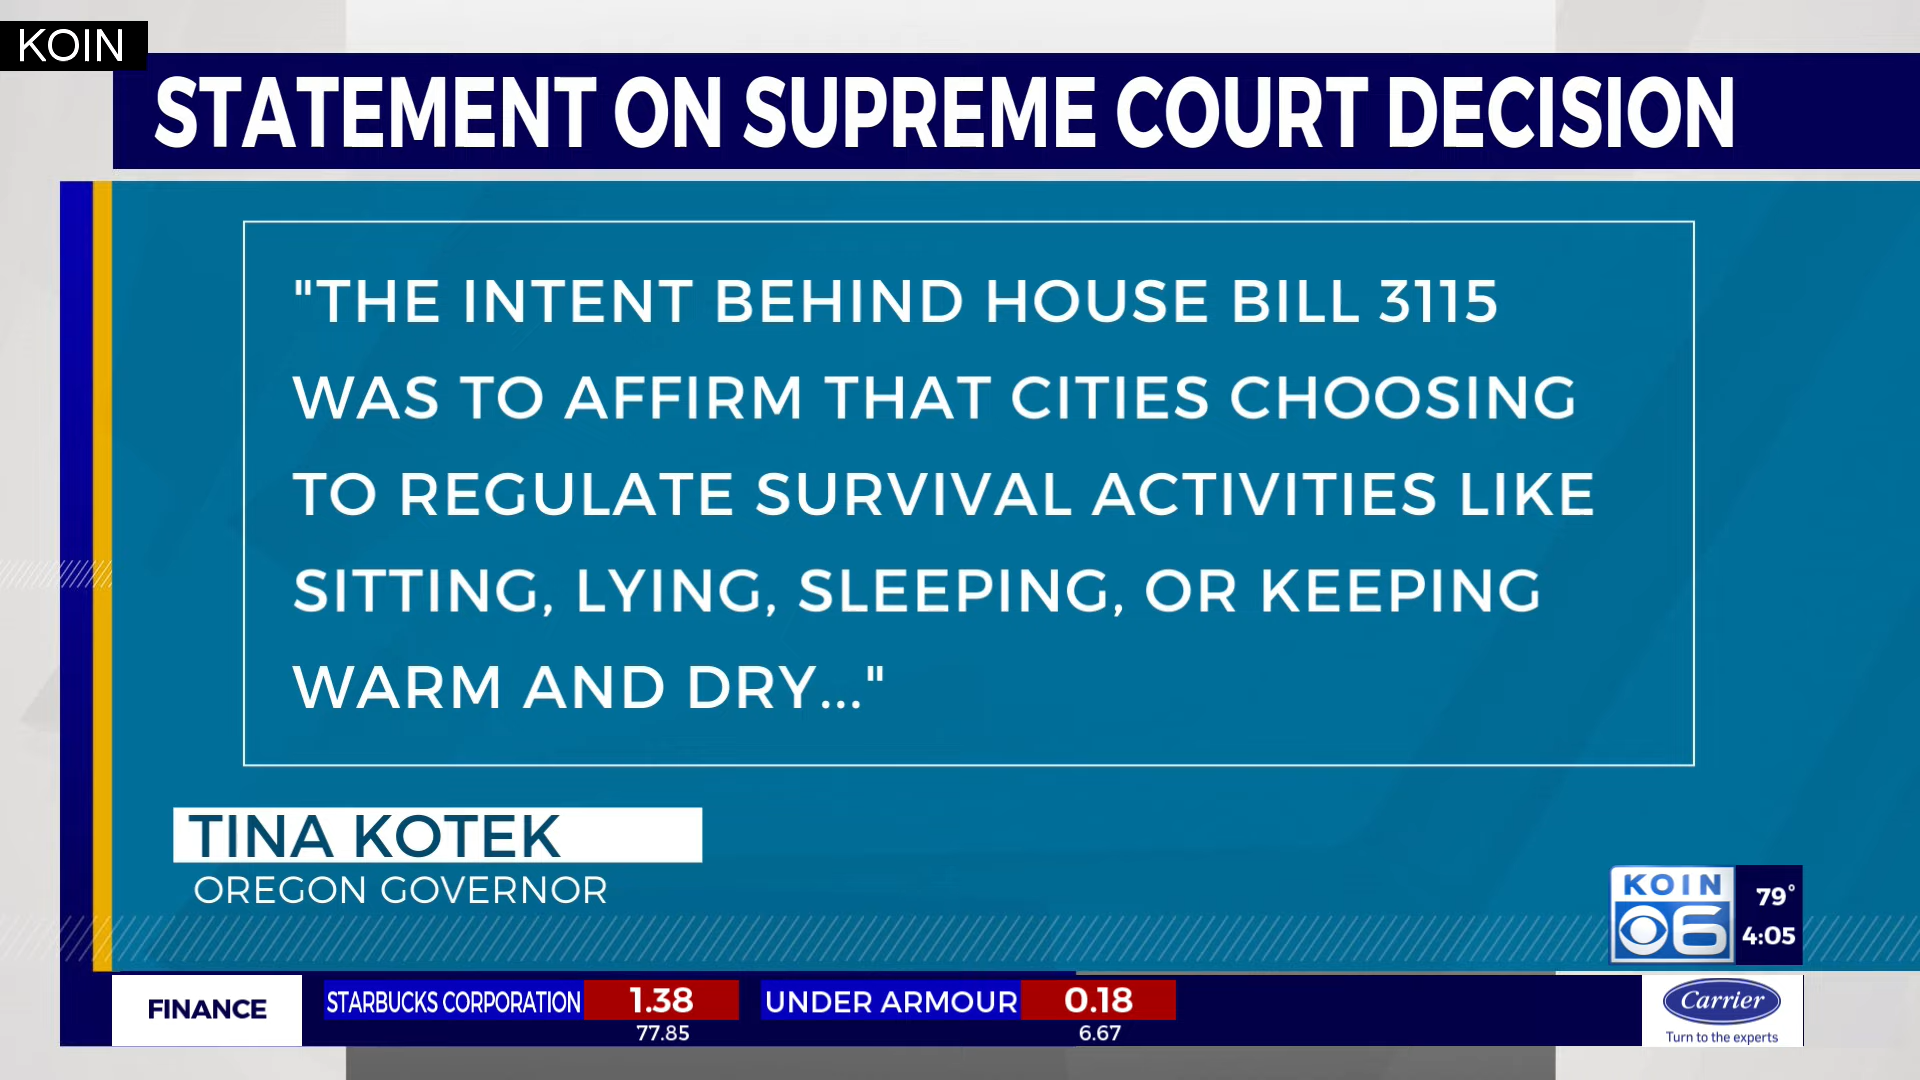 KOIN
STATEMENT ON SUPREME COURT DECISION
"THE INTENT BEHIND HOUSE BILL 3115
WAS TO AFFIRM THAT CITIES CHOOSING
TO REGULATE SURVIVAL ACTIVITIES LIKE
SITTING, LYING, SLEEPING, OR KEEPING
WARM AND DRY..."
TINA KOTEK
OREGON GOVERNOR
KOIN
6
79°
4:05
FINANCE
STARBUCKS CORPORATION 1.38
77.85
UNDER ARMOUR 0.18
6.67
Carrier
Turn to the experts